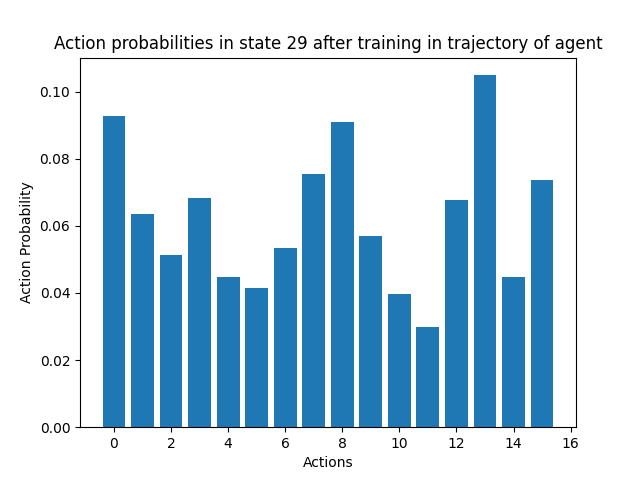 Action probabilities in state 29 after training in trajectory of agent
0.10
0.08
0.06
0.04
0.02
0.00
Action Probability
0 2 4 6 8 10 12 14 16
Actions